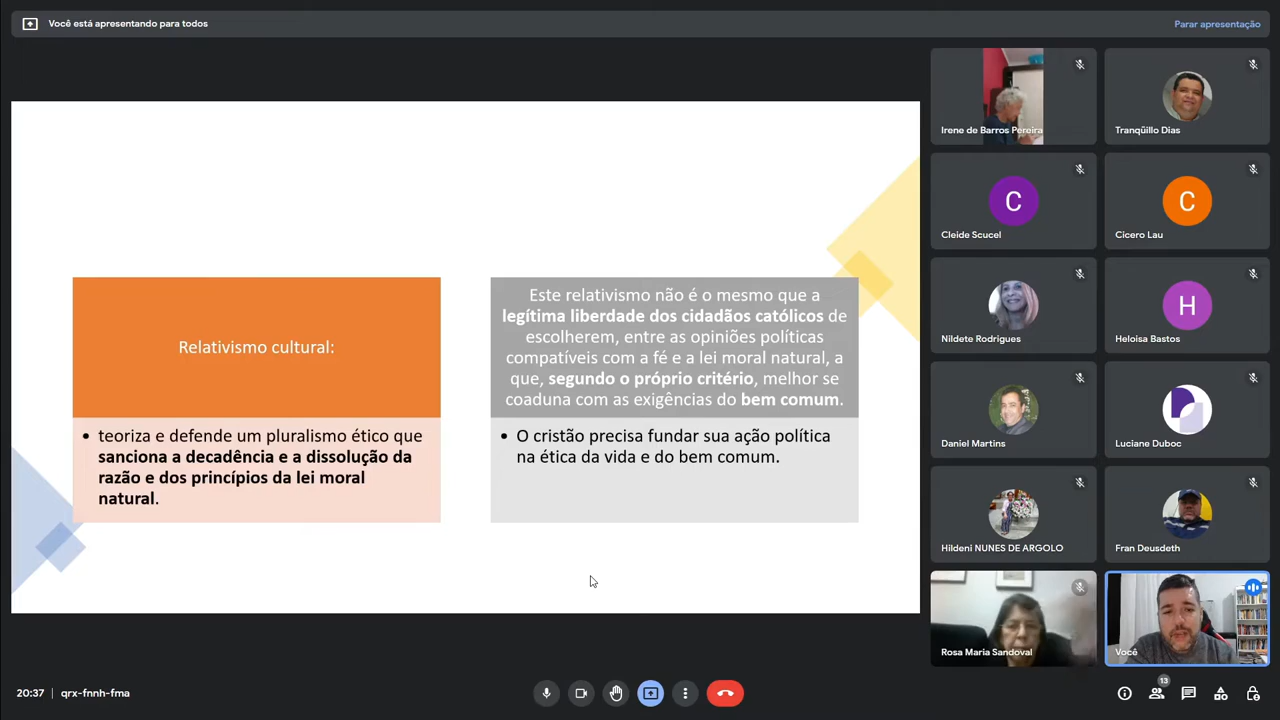 Você está apresentando para todos
Parar apresentação
Relativismo cultural:
• teoriza e defende um pluralismo ético que
sanciona a decadência e a dissolução da
razão e dos princípios da lei moral
natural.
Este relativismo não é o mesmo que a
legítima liberdade dos cidadãos católicos de
escolherem, entre as opiniões políticas
compatíveis com a fé e a lei moral natural, a
que, segundo o próprio critério, melhor se
coaduna com as exigências do bem comum.
• O cristão precisa fundar sua ação política
na ética da vida e do bem comum.
Irene de Barros Pereira
Tranqüillo Dias
C
Cleide Scucel
C
Cicero Lau
Nildete Rodrigues
H
Heloisa Bastos
Daniel Martins
Luciane Duboc
Hildeni NUNES DE ARGOLO
Fran Deusdeth
Rosa Maria Sandoval
Você
20:37
qrx-fnnh-fma
13